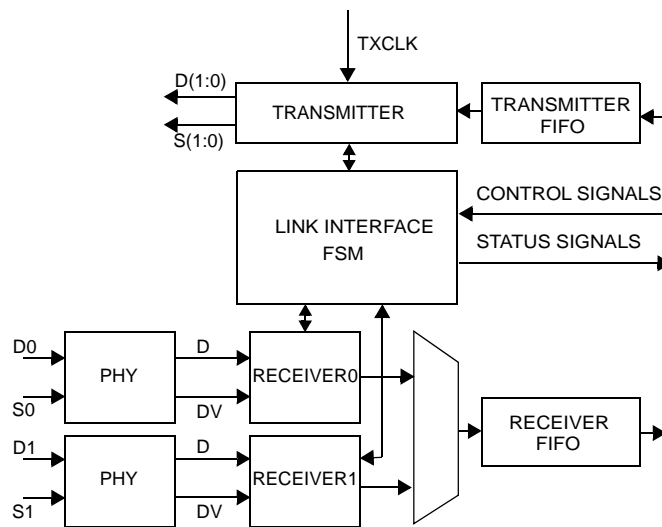 TXCLK
D(1:0)
S(1:0)
TRANSMITTER
TRANSMITTER
FIFO
LINK INTERFACE
FSM
CONTROL SIGNALS
STATUS SIGNALS
D0
S0
PHY
D
DV
RECEIVER0
D1
S1
PHY
D
DV
RECEIVER1
RECEIVER
FIFO